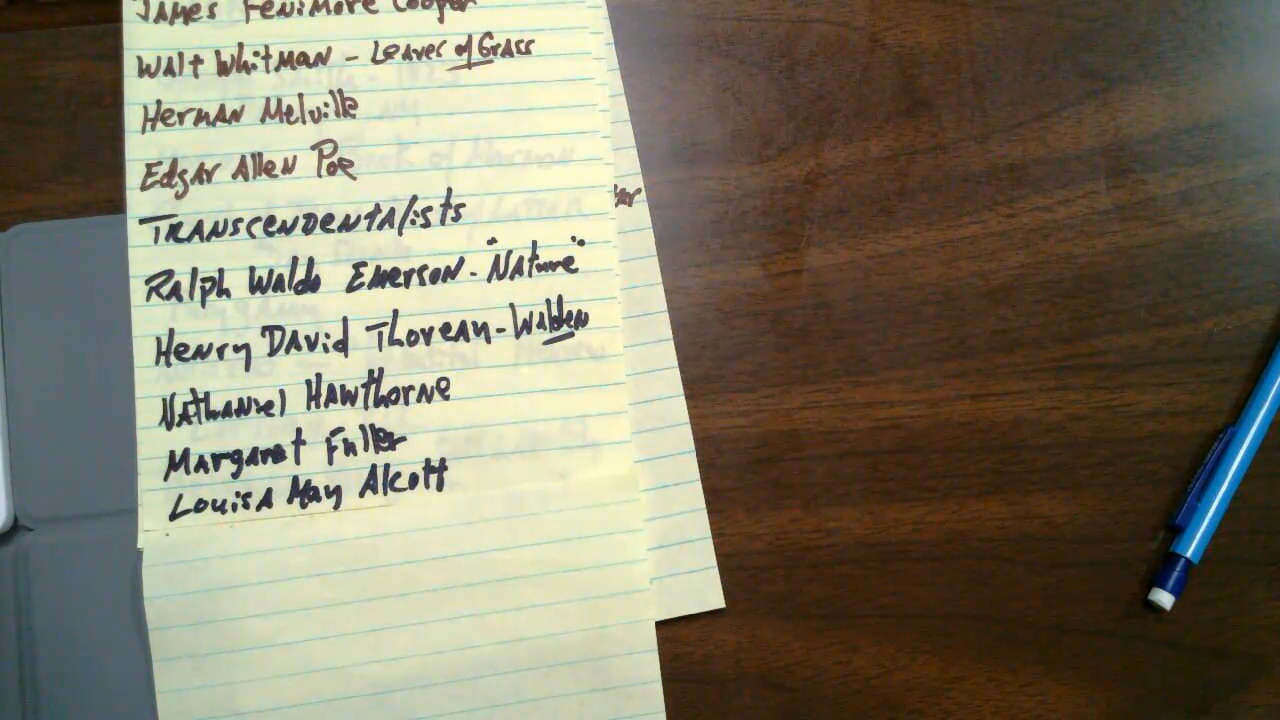 James Fenimore Cooper
Walt Whitman - Leaves of Grass
Herman Melville
Edgar Allen Poe
Transcendentalists
Ralph Waldo Emerson - "Nature"
Henry David Thoreau - Walden
Nathaniel Hawthorne
Margaret Fuller
Louisa May Alcott